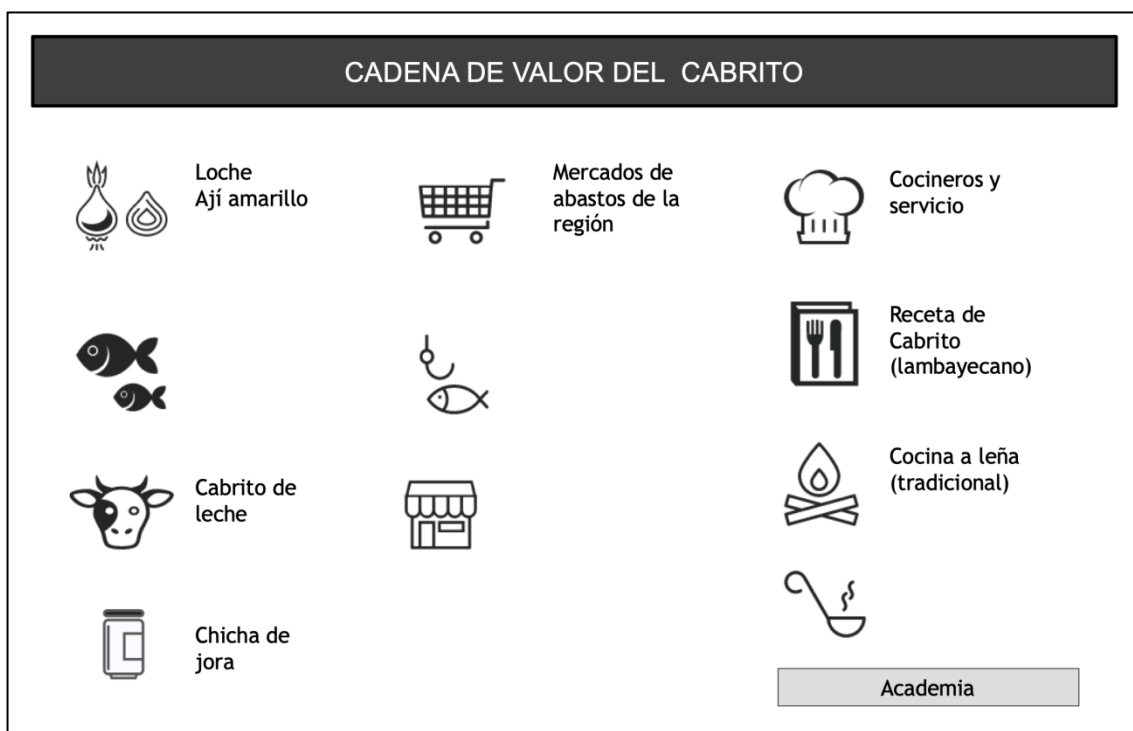 CADENA DE VALOR DEL CABRITO
Loche
Ají amarillo
Mercados de
abastos de la
región
Cocineros y
servicio
Receta de
Cabrito
(lambayecano)
Cabrito de
leche
Cocina a leña
(tradicional)
Chicha de
jora
Academia